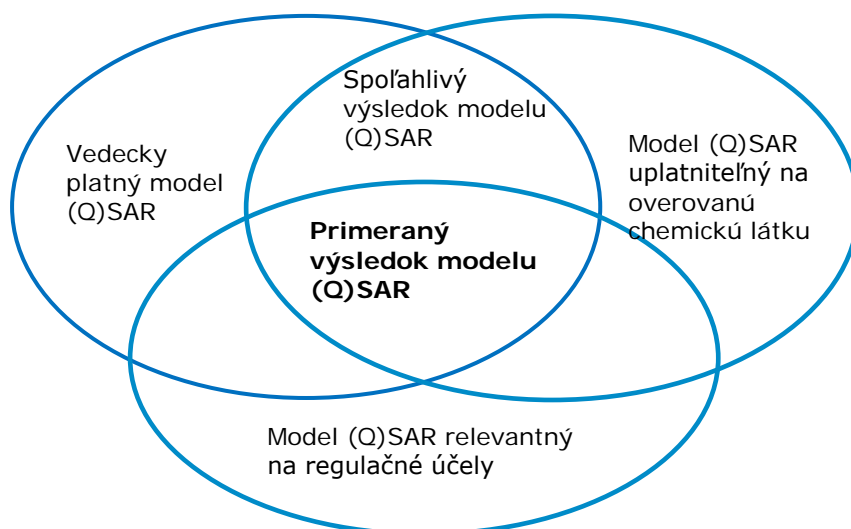 Spoľahlivý
výsledok modelu
(Q)SAR
Vedecky
platný model
(Q)SAR
Model (Q)SAR
uplatniteľný na
overovanú
chemickú látku
Primeraný
výsledok modelu
(Q)SAR
Model (Q)SAR relevantný
na regulačné účely